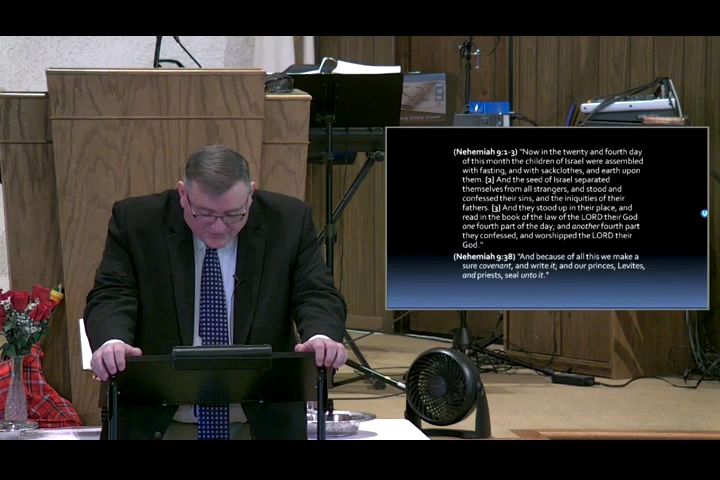 (Nehemiah 9:1-3) "Now in the twenty and fourth day
of this month the children of Israel were assembled
with fasting, and with sackclothes, and earth upon
them. [2] And the seed of Israel separated
themselves from all strangers, and stood and
confessed their sins, and the iniquities of their
fathers. [3] And they stood up in their place, and
read in the book of the law of the LORD their God
one fourth part of the day; and another fourth part
they confessed, and worshipped the LORD their
God."
(Nehemiah 9:38) "And because of all this we make a
sure covenant, and write it; and our princes, Levites,
and priests, seal unto it."